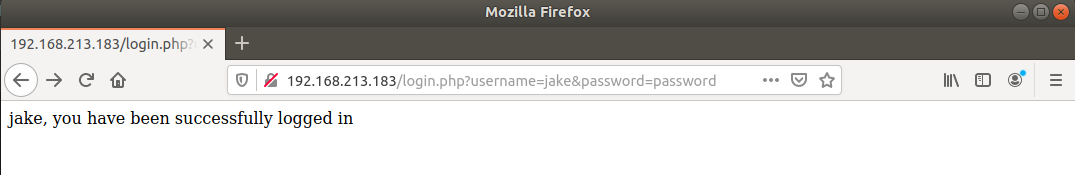 Mozilla Firefox
192.168.213.183/login.php?
192.168.213.183/login.php?username=jake&password=password
jake, you have been successfully logged in